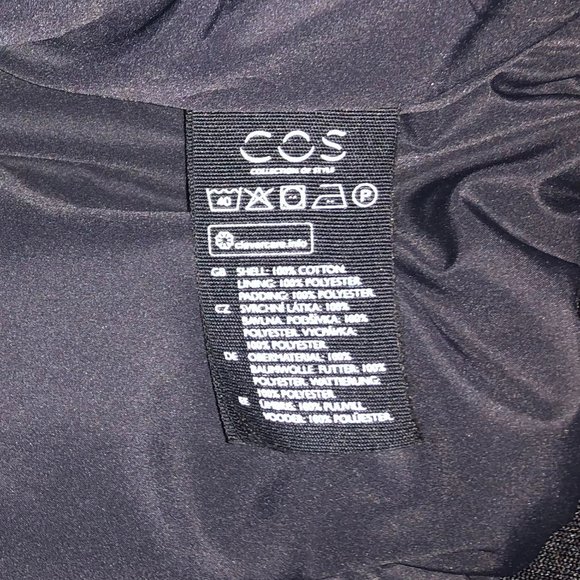 COS
COLLECTION OF STYLE
40
P
clevercare.info
GB SHELL: 100% COTTON.
LINING: 100% POLYESTER.
PADDING: 100% POLYESTER.
CZ SVRCHNÍ LÁTKA: 100%
BAVLNA. PODŠÍVKA: 100%
POLYESTER. VYCPÁVKA:
100% POLYESTER.
DE OBERMATERIAL: 100%
BAUMWOLLE FUTTER: 100%
POLYESTER. WATTIERUNG:
100% POLYESTER.
100% PUUVILL.
VOODER: 100% POLÜESTER.